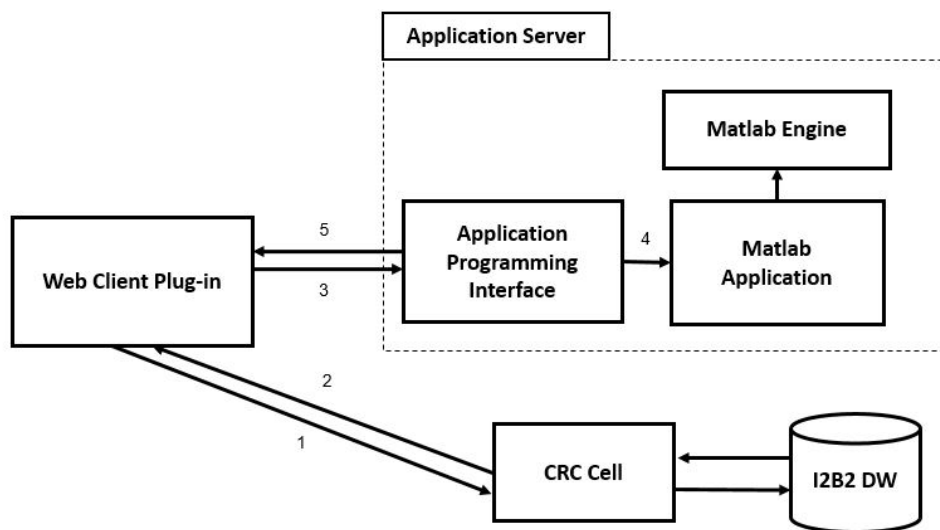 Application Server
Matlab Engine
Web Client Plug-in
5
3
Application
Programming
Interface
4
Matlab
Application
2
1
CRC Cell
I2B2 DW